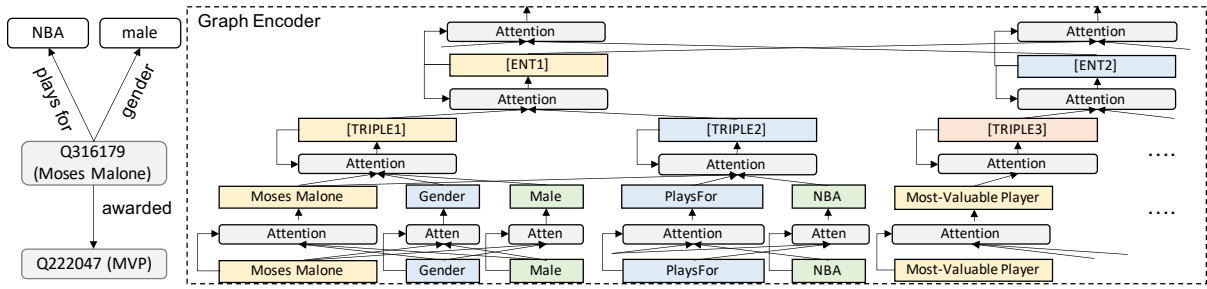 NBA
male
plays for
gender
Q316179
(Moses Malone)
awarded
Q222047 (MVP)
Graph Encoder
Attention
Attention
[ENT1]
[ENT2]
Attention
Attention
[TRIPLE1]
[TRIPLE2]
[TRIPLE3]
Attention
Attention
Attention
....
Moses Malone
Gender
Male
PlaysFor
NBA
Most-Valuable Player
....
Attention
Atten
Atten
Attention
Atten
Attention
Moses Malone
Gender
Male
PlaysFor
NBA
Most-Valuable Player